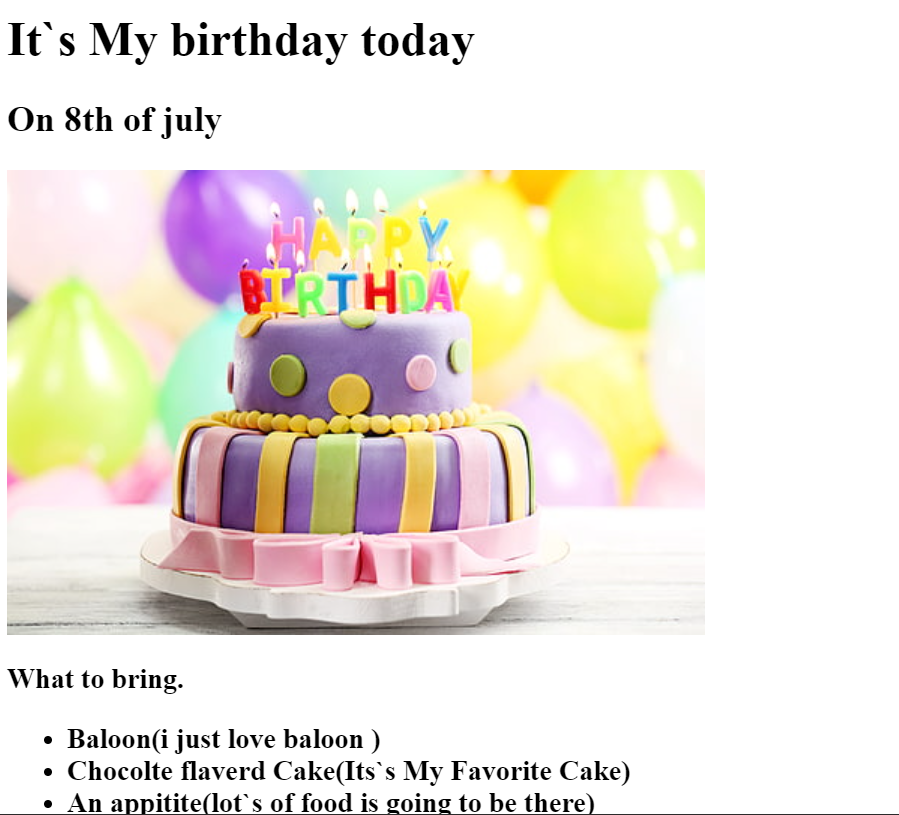 It`s My birthday today
On 8th of july
HAPPY
BIRTHDAY
What to bring.
Baloon(i just love baloon )
Chocolte flaverd Cake(Its`s My Favorite Cake)
An appitite(lot`s of food is going to be there)